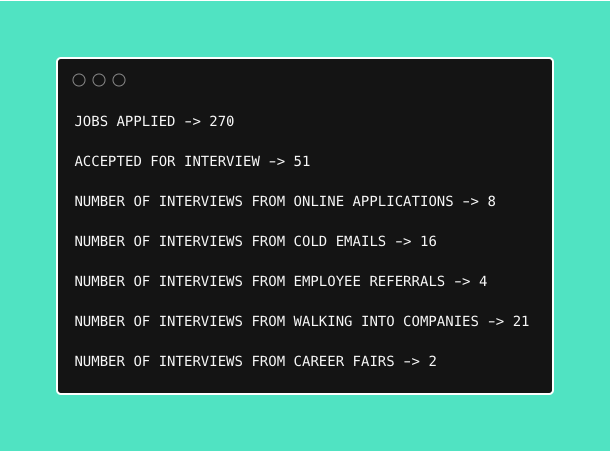 JOBS APPLIED -> 270
ACCEPTED FOR INTERVIEW -> 51
NUMBER OF INTERVIEWS FROM ONLINE APPLICATIONS -> 8
NUMBER OF INTERVIEWS FROM COLD EMAILS -> 16
NUMBER OF INTERVIEWS FROM EMPLOYEE REFERRALS -> 4
NUMBER OF INTERVIEWS FROM WALKING INTO COMPANIES -> 21
NUMBER OF INTERVIEWS FROM CAREER FAIRS -> 2